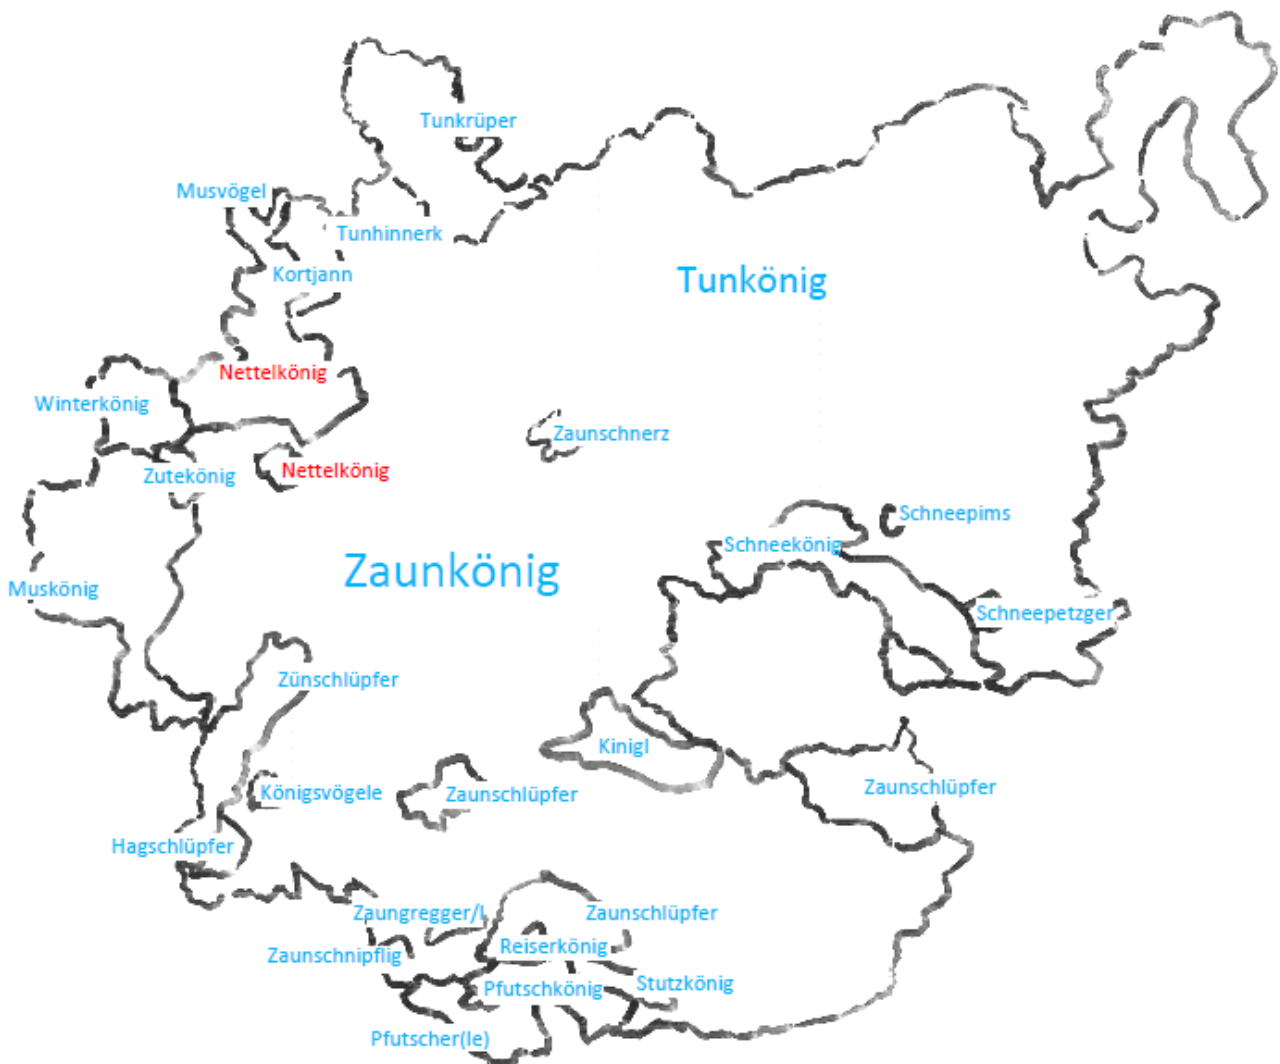 Tunkrüper
Musvögel
Tunhinnerk
Kortjann
Tunkönig
Nettelkönig
Winterkönig
Zaunschnerz
Nettelkönig
Zutekönig
Schneepims
Schneekönig
Zaunkönig
Muskönig
Schneepetzger
Zünschlüpfer
Kinigl
Zaunschlüpfer
Königsvögele
Zaunschlüpfer
Hagschlüpfer
Zaungregger/l
Zaunschlüpfer
Reiserkönig
Zaunschnipflig
Stutzkönig
Pfutschkönig
Pfutscher(le)